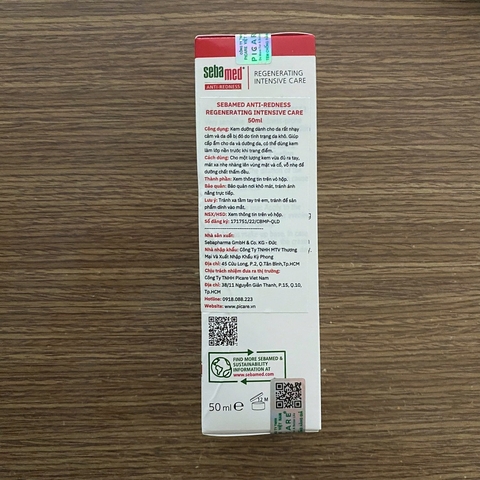 PICARE
sebamed®
ANTI-REDNESS
REGENERATING
INTENSIVE CARE
SEBAMED ANTI-REDNESS
REGENERATING INTENSIVE CARE
50ml
Công dụng: Kem dưỡng dành cho da rất nhạy
cảm và da dễ bị đỏ do tình trạng da khô. Giúp
cấp ẩm cho da và dưỡng da, có thể dùng kem
làm lớp nền trước khi trang điểm.
Cách dùng: Cho một lượng kem vừa đủ ra tay,
mát xa nhẹ nhàng lên vùng mặt và cổ, vỗ nhẹ để
dưỡng chất thấm đều.
Thành phần: Xem thông tin trên vỏ hộp.
Bảo quản: Bảo quản nơi khô mát, tránh ánh
nắng trực tiếp.
Lưu ý: Tránh xa tầm tay trẻ em, tránh để sản
phẩm dính vào mắt.
NSX/HSD: Xem thông tin trên vỏ hộp.
Số đăng ký: 171751/22/CBMP-QLD
Nhà sản xuất:
Sebapharma GmbH & Co. KG - Đức
Nhà nhập khẩu: Công Ty TNHH MTV Thương
Mại Và Xuất Nhập Khẩu Kỳ Phong
Địa chỉ: 45 Cửu Long, P.2, Q.Tân Bình,Tp.HCM
Chịu trách nhiệm đưa ra thị trường:
Công Ty TNHH Picare Viet Nam
Địa chỉ: 38/11 Nguyễn Giản Thanh, P.15, Q.10,
Tp.HCM
Hotline: 0918.088.223
Website: www.picare.vn
FIND MORE SEBAMED &
SUSTAINABILITY
INFORMATION AT
www.sebamed.com
50 ml ℮
12 M